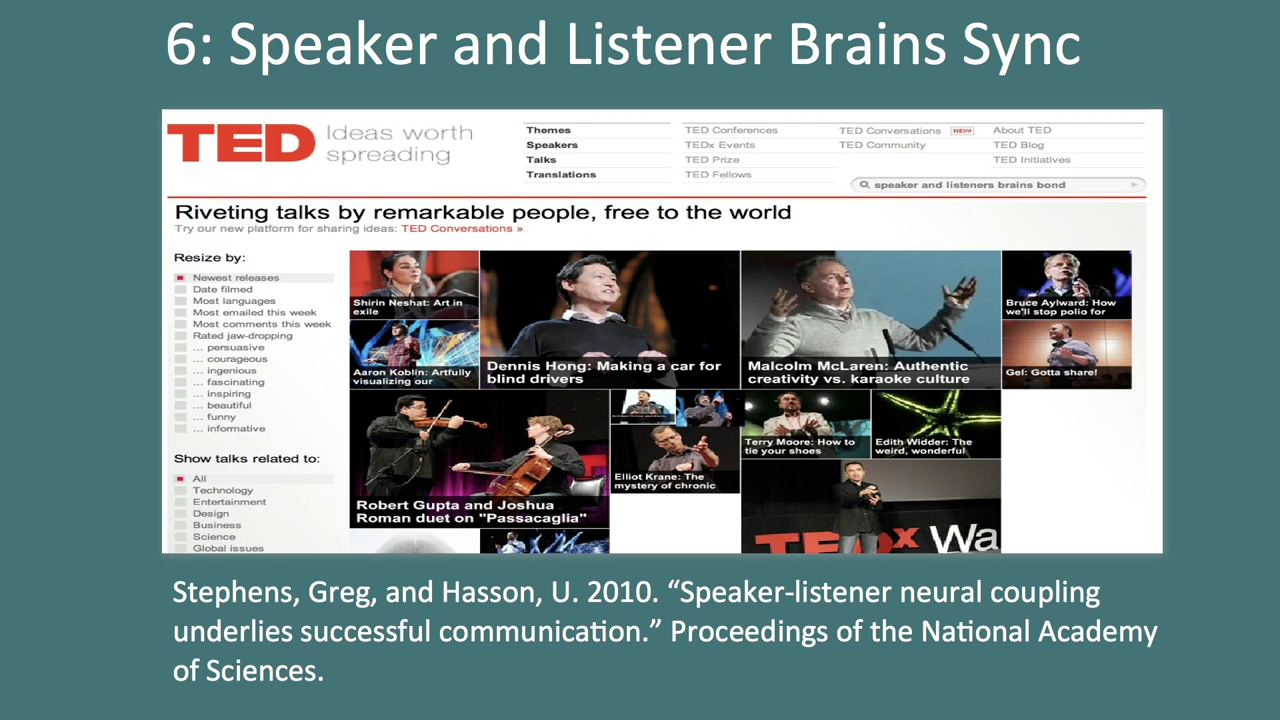 6: Speaker and Listener Brains Sync
TED
Ideas worth
spreading
Themes
Speakers
Talks
Translations
TED Conferences
TEDx Events
TED Prize
TED Fellows
TED Conversations NEW
TED Community
About TED
TED Blog
TED Initiatives
speaker and listeners brains bond
Riveting talks by remarkable people, free to the world
Try our new platform for sharing ideas: TED Conversations »
Resize by:
Newest releases
Date filmed
Most languages
Most emailed this week
Most comments this week
Rated jaw-dropping
... persuasive
... courageous
... ingenious
... fascinating
... inspiring
... beautiful
... funny
... informative
Show talks related to:
All
Technology
Entertainment
Design
Business
Science
Global issues
Shirin Neshat: Art in
exile
Aaron Koblin: Artfully
visualizing our
Dennis Hong: Making a car for
blind drivers
Malcolm McLaren: Authentic
creativity vs. karaoke culture
Bruce Aylward: How
we'll stop polio for
Gel: Gotta share!
Robert Gupta and Joshua
Roman duet on "Passacaglia"
Elliot Krane: The
mystery of chronic
Terry Moore: How to
tie your shoes
Edith Widder: The
weird, wonderful
TEDx Wa
Stephens, Greg, and Hasson, U. 2010. “Speaker-listener neural coupling
underlies successful communication.” Proceedings of the National Academy
of Sciences.